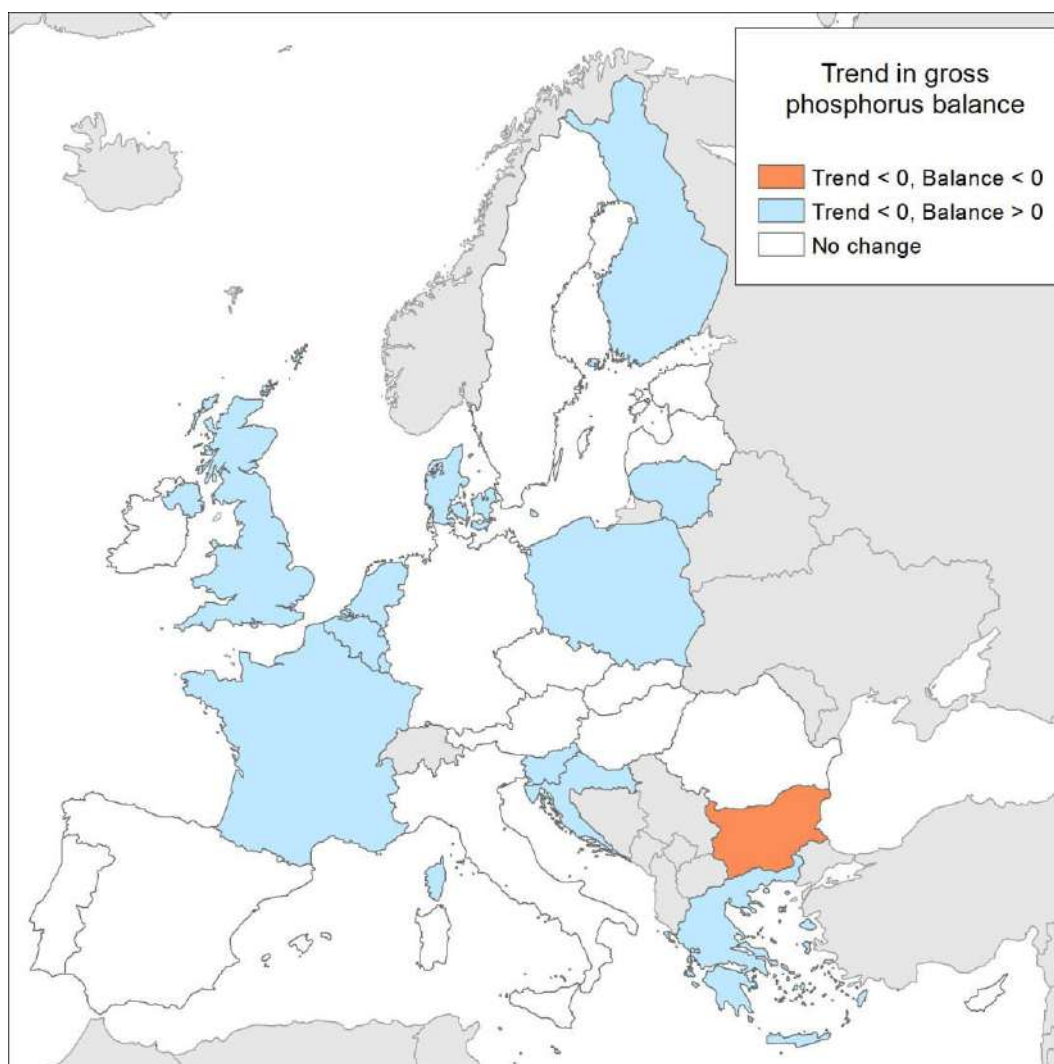 Trend in gross
phosphorus balance
Trend < 0, Balance < 0
Trend < 0, Balance > 0
No change